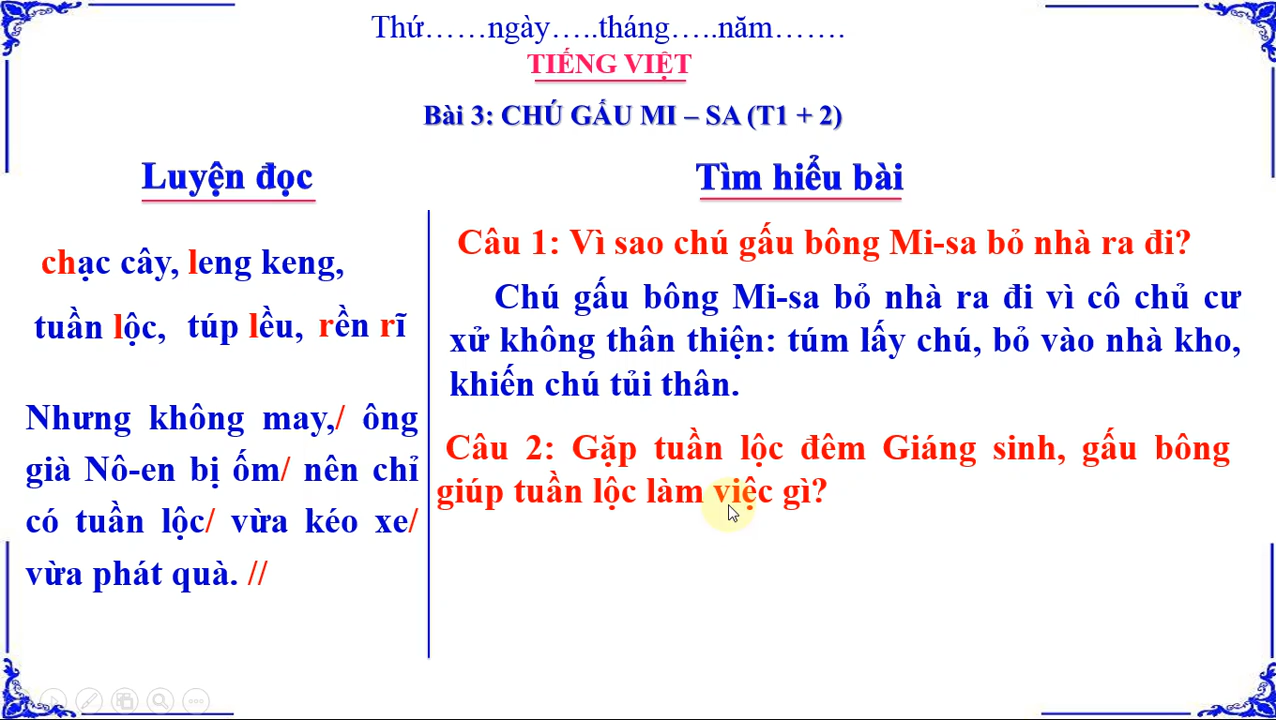 Thứ……ngày…..tháng…..năm…….
TIẾNG VIỆT
Bài 3: CHÚ GẤU MI – SA (T1 + 2)
Luyện đọc
chạc cây, leng keng,
tuần lộc, túp lều, rền rĩ
Nhưng không may,/ ông
già Nô-en bị ốm/ nên chỉ
có tuần lộc/ vừa kéo xe/
vừa phát quà. //
Tìm hiểu bài
Câu 1: Vì sao chú gấu bông Mi-sa bỏ nhà ra đi?
Chú gấu bông Mi-sa bỏ nhà ra đi vì cô chủ cư
xử không thân thiện: túm lấy chú, bỏ vào nhà kho,
khiến chú tủi thân.
Câu 2: Gặp tuần lộc đêm Giáng sinh, gấu bông
giúp tuần lộc làm việc gì?